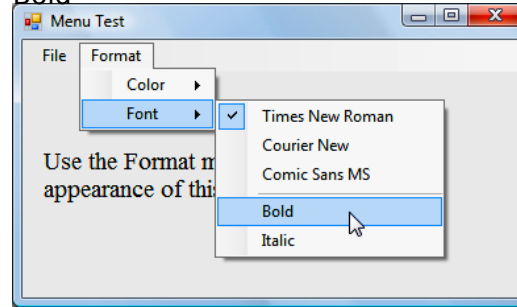 Bold
Menu Test
File Format
Color
Font
Times New Roman
Courier New
Comic Sans MS
Bold
Italic
Use the Format m
appearance of this